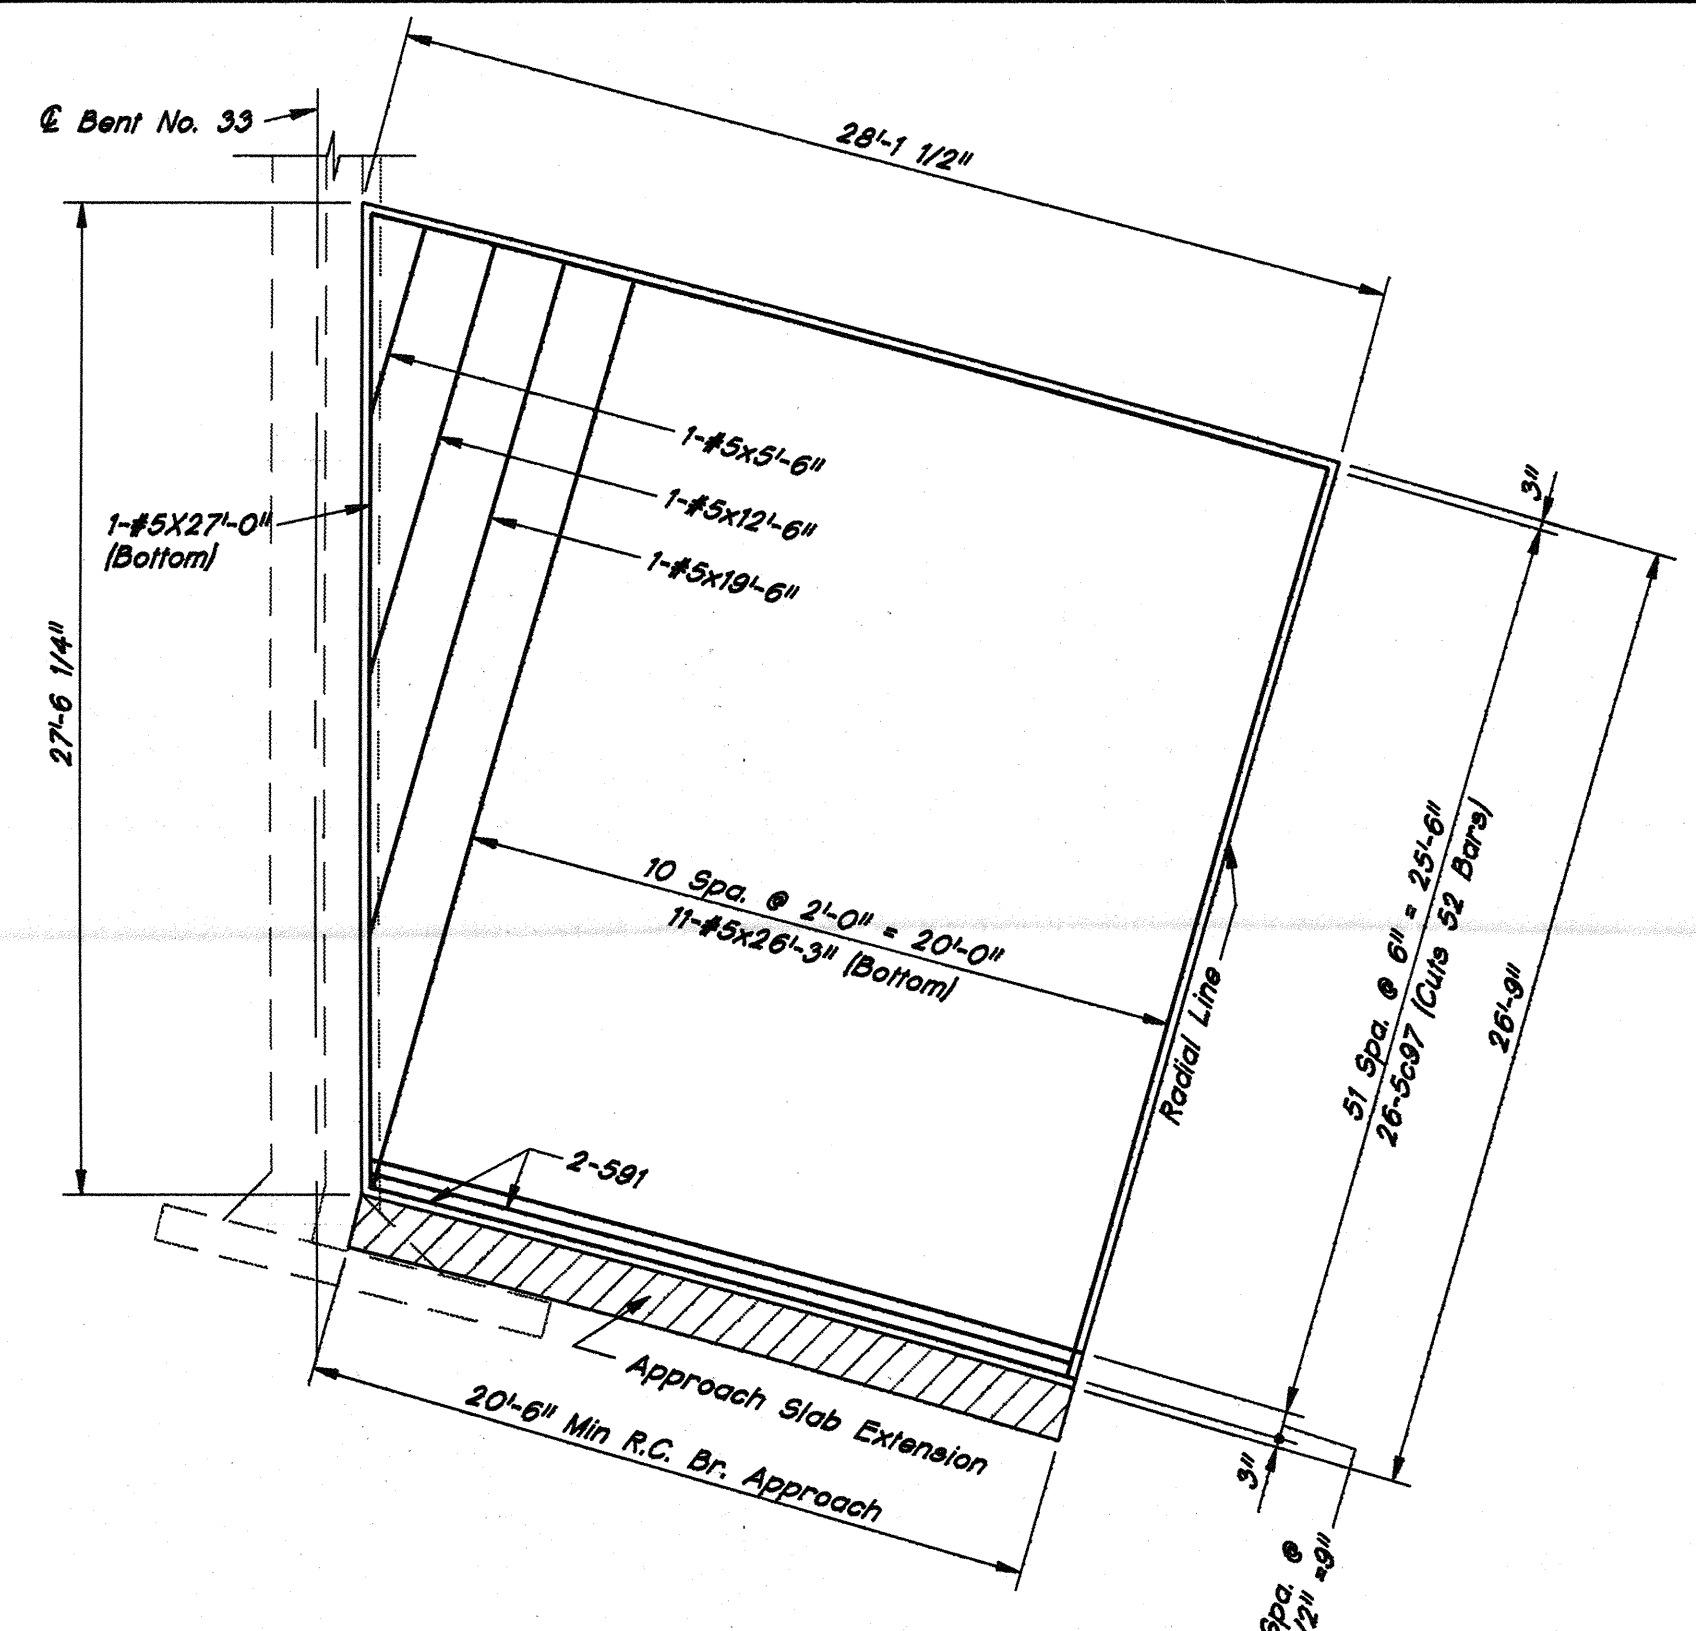 ℄ Bent No. 33
28'-1 1/2"
1-#5x5'-6"
1-#5x12'-6"
1-#5x19'-6"
1-#5X27'-0"
(Bottom)
27'-6 1/4"
3"
10 Spa. @ 2'-0" = 20'-0"
11-#5x26'-3" (Bottom)
Radial Line
51 Spa. @ 6" = 25'-6"
26-5c97 (Cuts 52 Bars)
26'-9"
2-591
Approach Slab Extension
20'-6" Min R.C. Br. Approach
3"
Spa. @
=9"